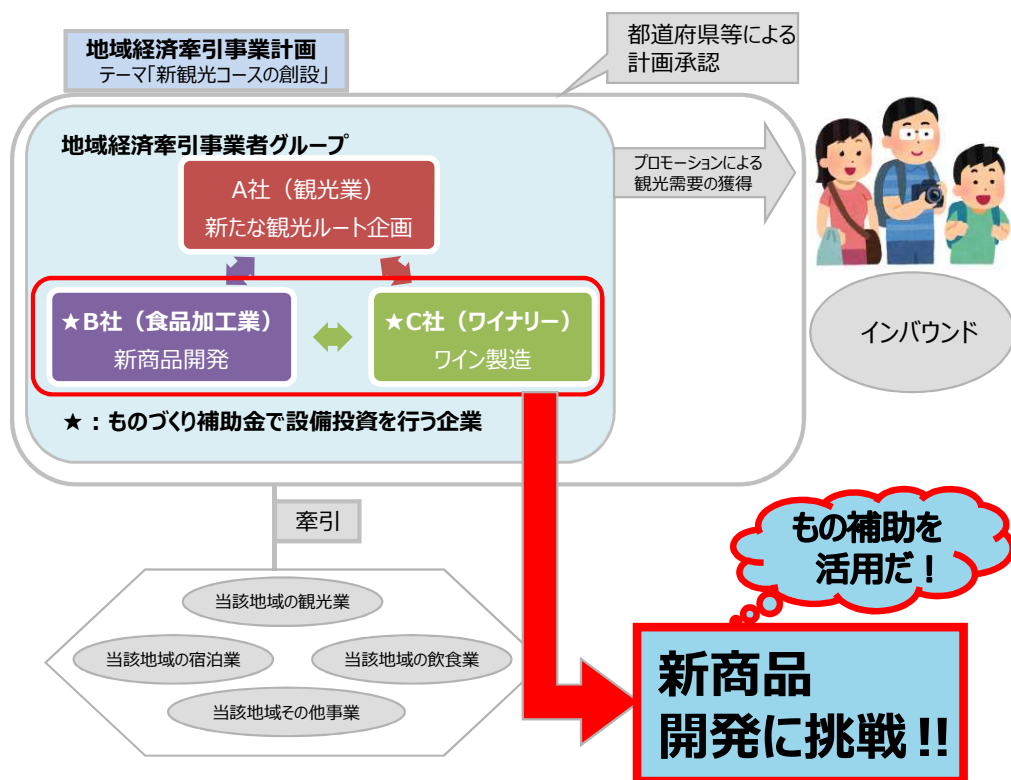 地域経済牽引事業計画
テーマ「新観光コースの創設」
都道府県等による
計画承認
地域経済牽引事業者グループ
A社（観光業）
新たな観光ルート企画
プロモーションによる
観光需要の獲得
★B社（食品加工業）
新商品開発
★C社（ワイナリー）
ワイン製造
インバウンド
★：ものづくり補助金で設備投資を行う企業
牽引
当該地域の観光業
当該地域の宿泊業
当該地域の飲食業
当該地域その他事業
もの補助を
活用だ！
新商品
開発に挑戦!!